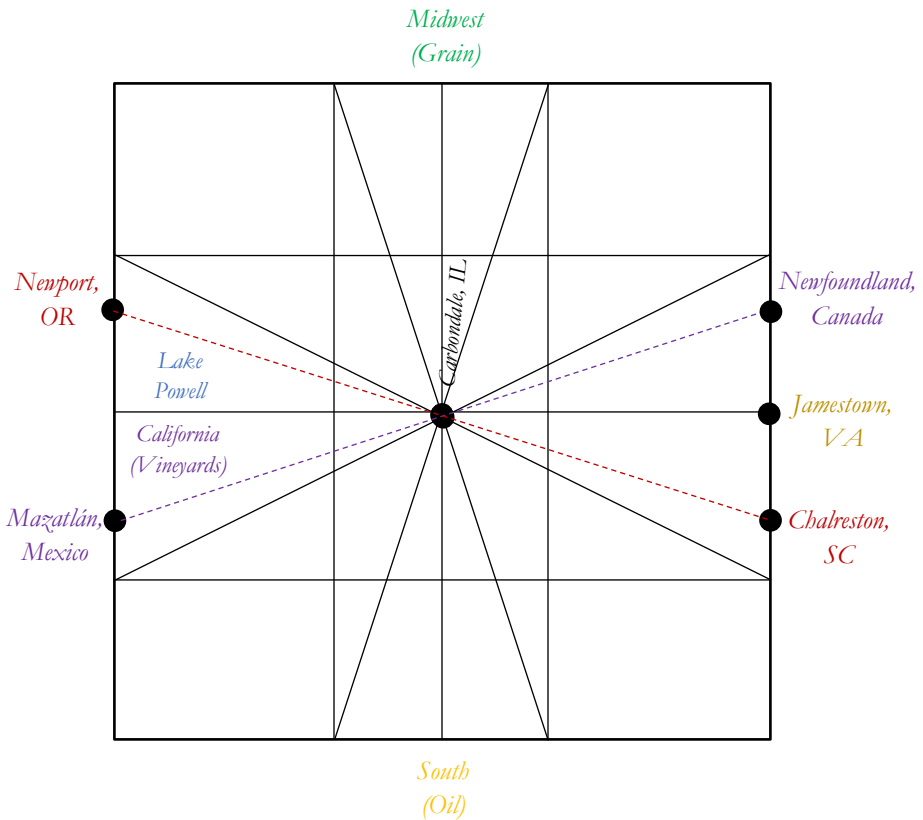 Midwest
(Grain)
Newport,
OR
Carbondale, IL
Newfoundland,
Canada
Lake
Powell
Jamestown,
VA
California
(Vineyards)
Mazatlán,
Mexico
Chalreston,
SC
South
(Oil)